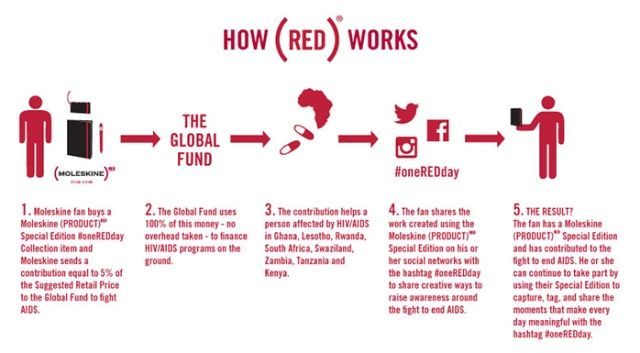 HOW (RED)® WORKS
THE
GLOBAL
FUND
(MOLESKINE)RED
SPECIAL EDITION
#oneREDday
1. Moleskine fan buys a
Moleskine (PRODUCT)RED
Special Edition #oneREDday
Collection item and
Moleskine sends a
contribution equal to 5% of
the Suggested Retail Price
to the Global Fund to fight
AIDS.
2. The Global Fund uses
100% of this money - no
overhead taken - to finance
HIV/AIDS programs on the
ground.
3. The contribution helps a
person affected by HIV/AIDS
in Ghana, Lesotho, Rwanda,
South Africa, Swaziland,
Zambia, Tanzania and
Kenya.
4. The fan shares the
work created using the
Moleskine (PRODUCT)RED
Special Edition on his or
her social networks with
the hashtag #oneREDday
to share creative ways to
raise awareness around
the fight to end AIDS.
5. THE RESULT?
The fan has a Moleskine
(PRODUCT)RED Special Edition
and has contributed to the
fight to end AIDS. He or she
can continue to take part by
using their Special Edition to
capture, tag, and share the
moments that make every
day meaningful with the
hashtag #oneREDday.